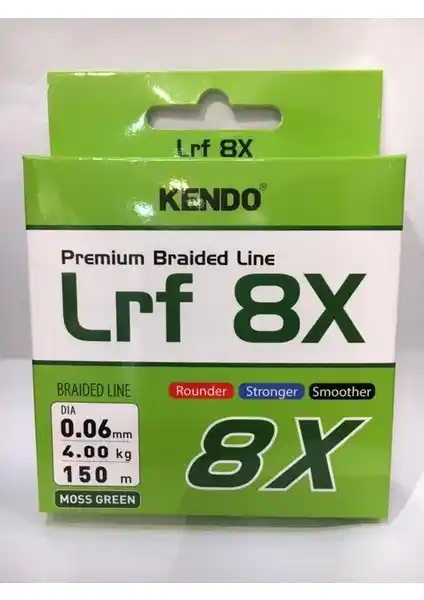 Lrf 8X
KENDO®
Premium Braided Line
Lrf 8X
BRAIDED LINE
Rounder Stronger Smoother
DIA
0.06mm
4.00 kg
150 m
MOSS GREEN
8X